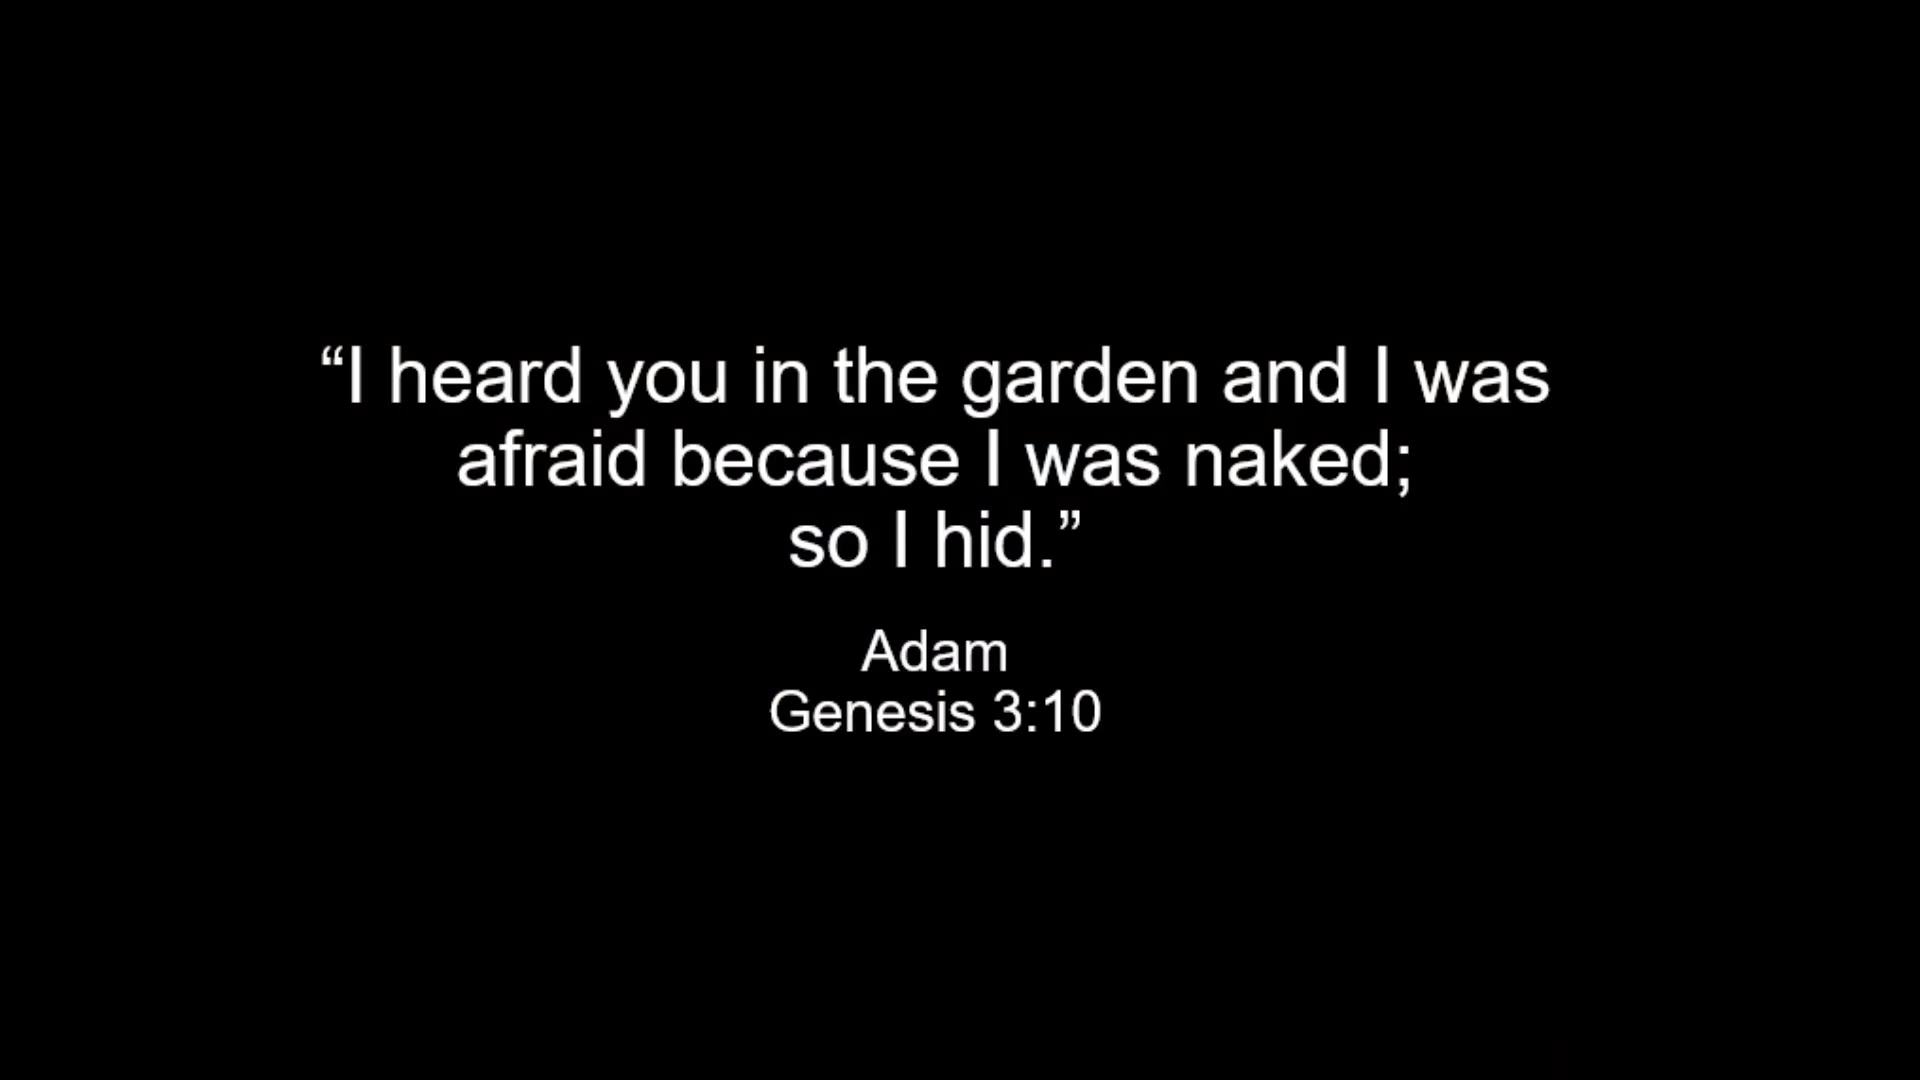 “I heard you in the garden and I was
afraid because I was naked;
so I hid.”
Adam
Genesis 3:10